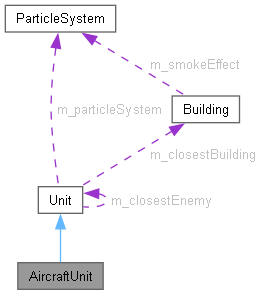 ParticleSystem
m_smokeEffect
m_particleSystem
Building
m_closestBuilding
Unit
m_closestEnemy
AircraftUnit